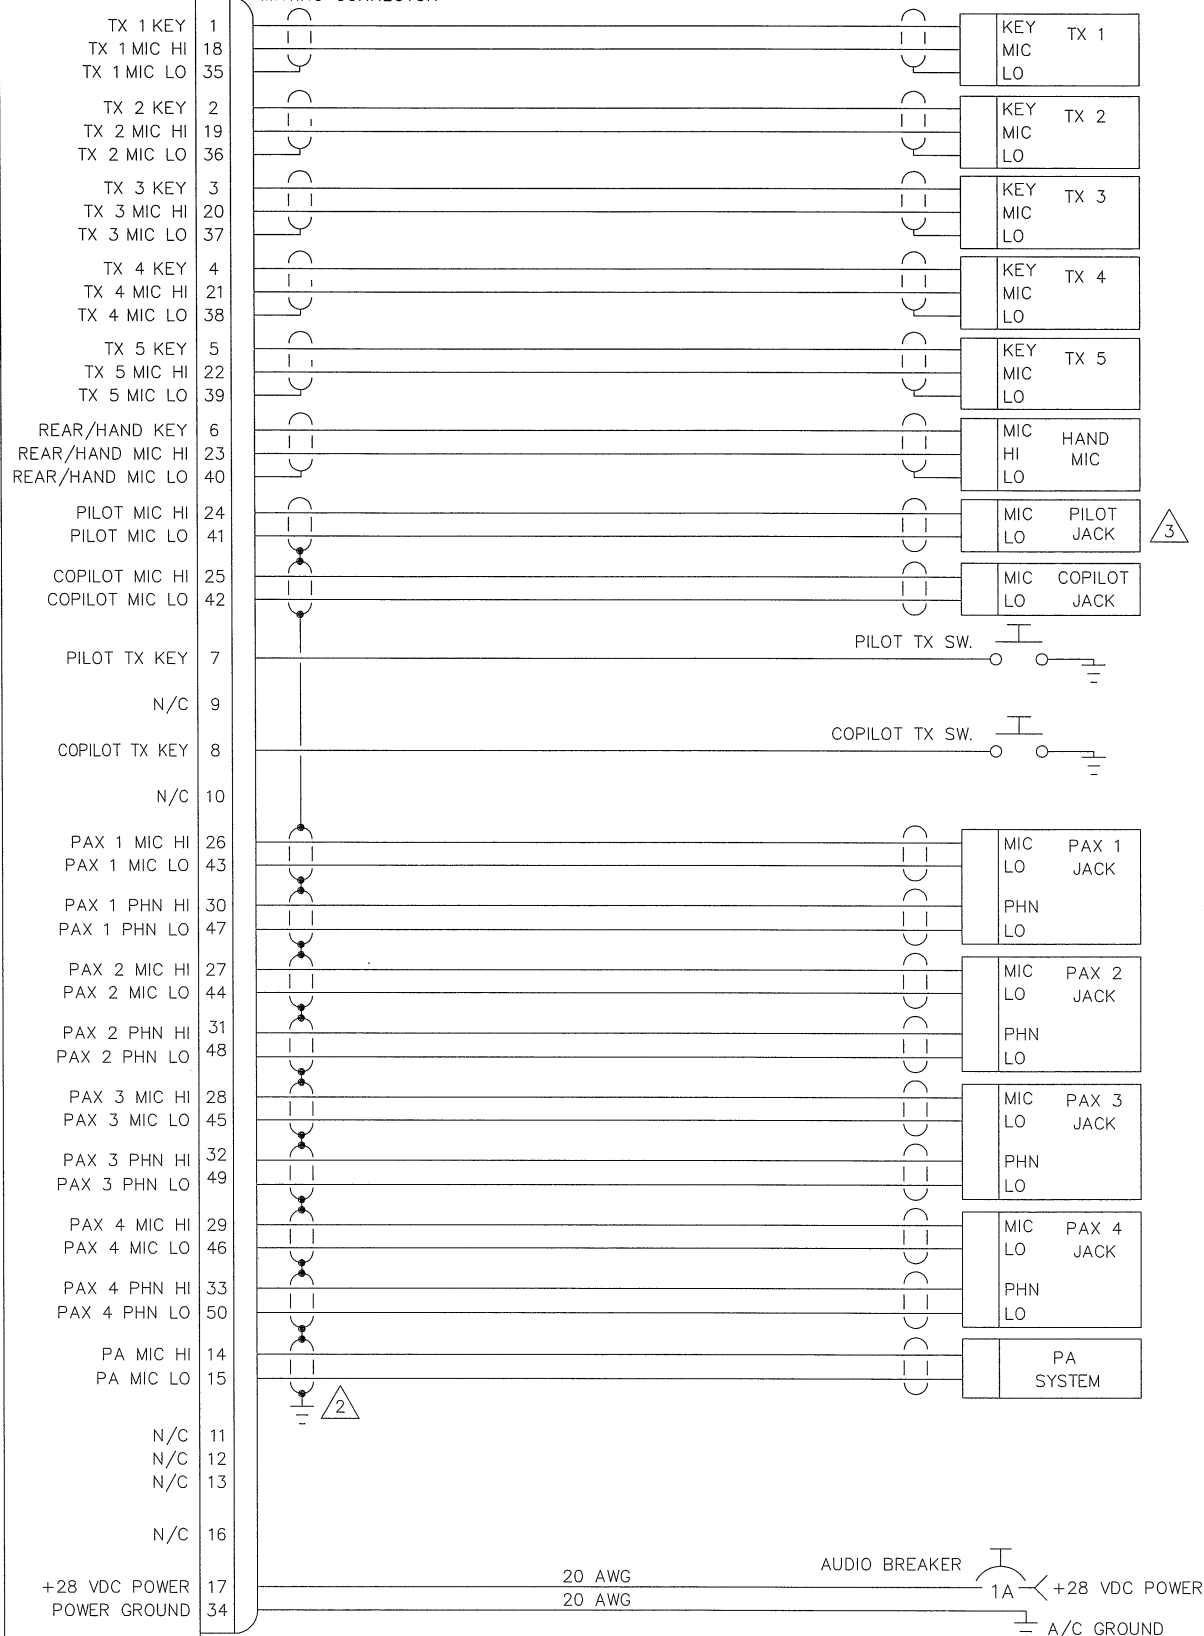 TX 1 KEY 1 KEY TX 1
TX 1 MIC HI 18 MIC
TX 1 MIC LO 35 LO
TX 2 KEY 2 KEY TX 2
TX 2 MIC HI 19 MIC
TX 2 MIC LO 36 LO
TX 3 KEY 3 KEY TX 3
TX 3 MIC HI 20 MIC
TX 3 MIC LO 37 LO
TX 4 KEY 4 KEY TX 4
TX 4 MIC HI 21 MIC
TX 4 MIC LO 38 LO
TX 5 KEY 5 KEY TX 5
TX 5 MIC HI 22 MIC
TX 5 MIC LO 39 LO
REAR/HAND KEY 6 MIC HAND
REAR/HAND MIC HI 23 HI MIC
REAR/HAND MIC LO 40 LO
PILOT MIC HI 24 MIC PILOT
PILOT MIC LO 41 LO JACK 3
COPILOT MIC HI 25 MIC COPILOT
COPILOT MIC LO 42 LO JACK
PILOT TX SW.
PILOT TX KEY 7
N/C 9
COPILOT TX SW.
COPILOT TX KEY 8
N/C 10
PAX 1 MIC HI 26 MIC PAX 1
PAX 1 MIC LO 43 LO JACK
PAX 1 PHN HI 30 PHN
PAX 1 PHN LO 47 LO
PAX 2 MIC HI 27 MIC PAX 2
PAX 2 MIC LO 44 LO JACK
PAX 2 PHN HI 31 PHN
PAX 2 PHN LO 48 LO
PAX 3 MIC HI 28 MIC PAX 3
PAX 3 MIC LO 45 LO JACK
PAX 3 PHN HI 32 PHN
PAX 3 PHN LO 49 LO
PAX 4 MIC HI 29 MIC PAX 4
PAX 4 MIC LO 46 LO JACK
PAX 4 PHN HI 33 PHN
PAX 4 PHN LO 50 LO
PA MIC HI 14 PA
PA MIC LO 15 SYSTEM
2
N/C 11
N/C 12
N/C 13
N/C 16
AUDIO BREAKER
+28 VDC POWER 17 20 AWG 1A +28 VDC POWER
POWER GROUND 34 20 AWG
A/C GROUND